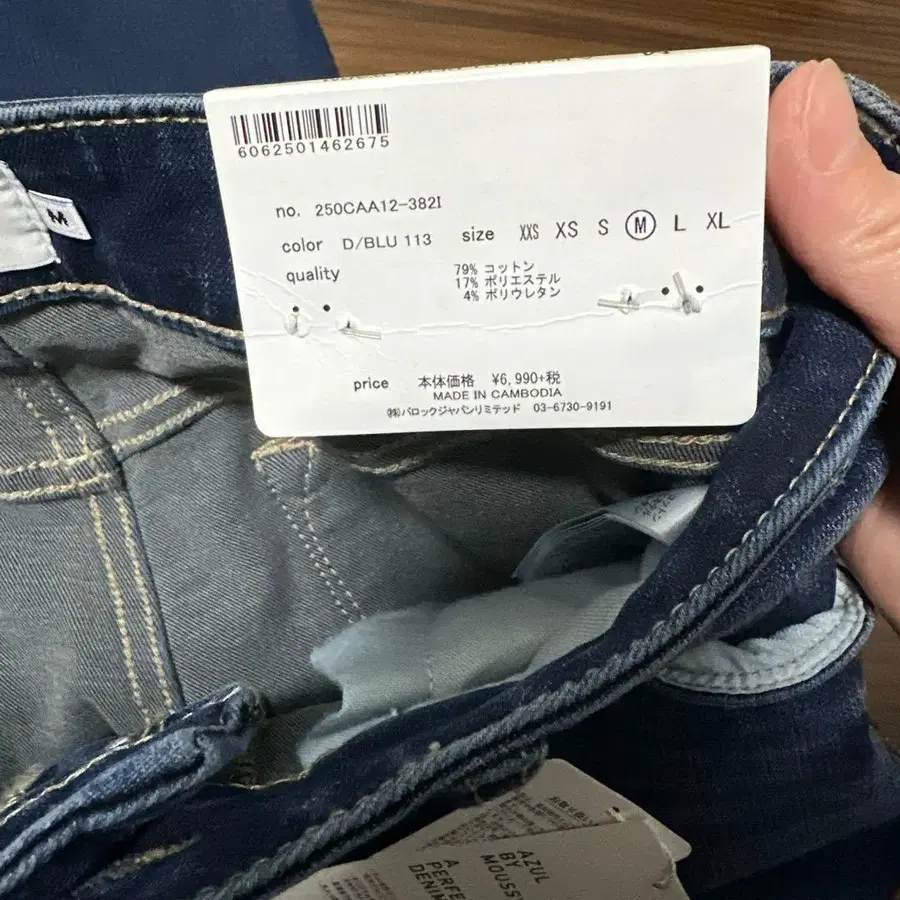 6062501462675
no. 250CAA12-382I
color D/BLU 113 size XXS XS S M L XL
quality 79% コットン
17% ポリエステル
4% ポリウレタン
price 本体価格 ¥6,990+税
MADE IN CAMBODIA
㈱バロックジャパンリミテッド 03-6730-9191
M
AZUL
BY
MOUSSY
A
DENIM